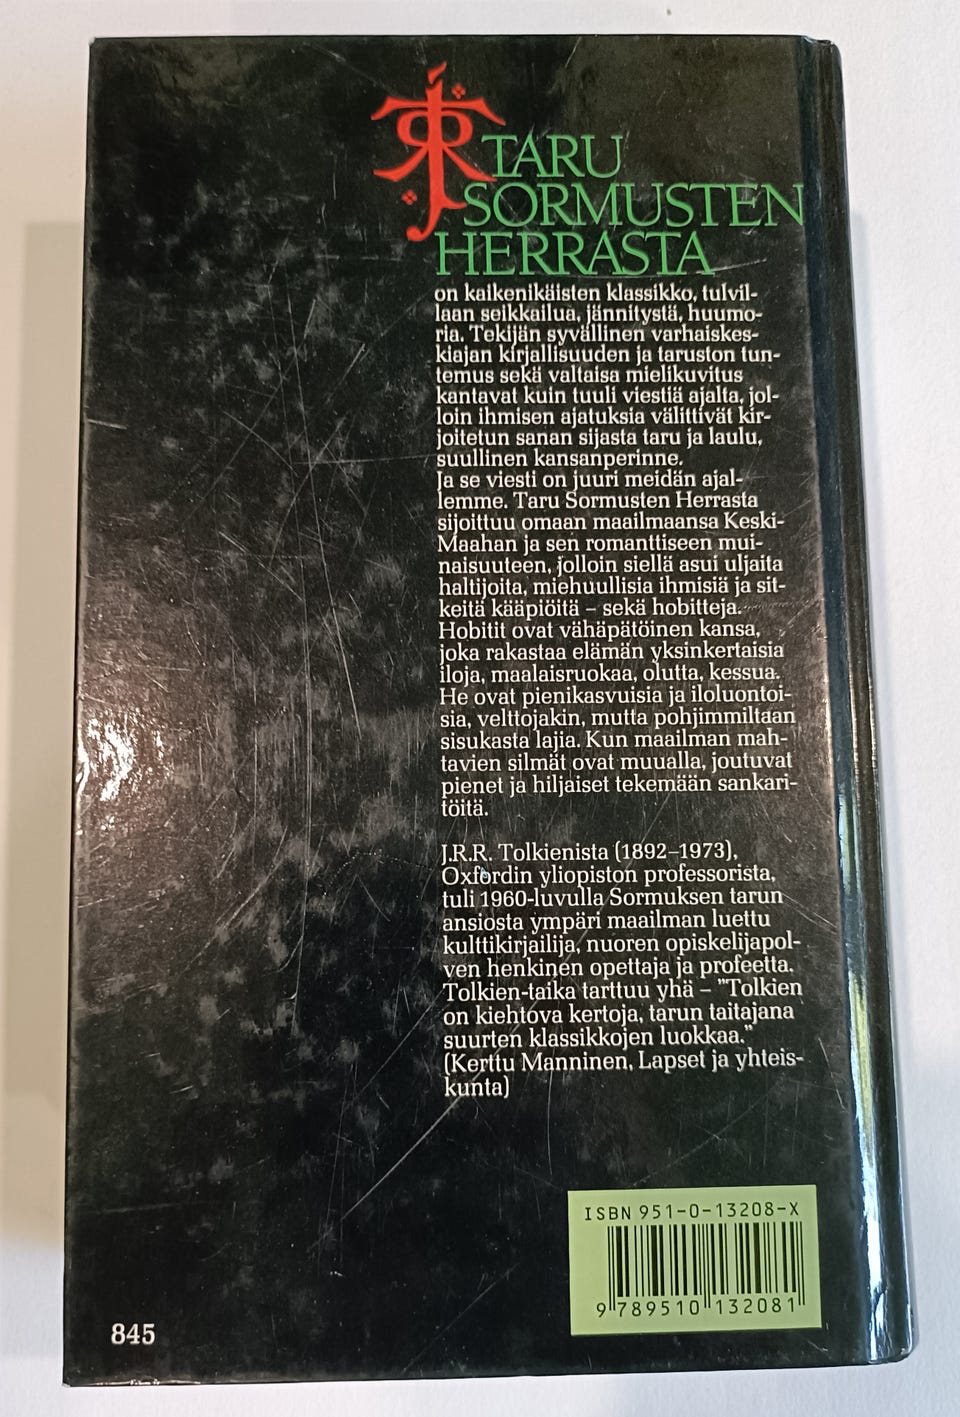 TARU
SORMUSTEN
HERRASTA
on kaikenikäisten klassikko, tulvil-
laan seikkailua, jännitystä, huumo-
ria. Tekijän syvällinen varhaiskes-
kiajan kirjallisuuden ja taruston tun-
temus sekä valtaisa mielikuvitus
kantavat kuin tuuli viestiä ajalta, jol-
loin ihmisen ajatuksia välittivät kir-
joitetun sanan sijasta taru ja laulu,
suullinen kansanperinne.
Ja se viesti on juuri meidän ajal-
lemme. Taru Sormusten Herrasta
sijoittuu omaan maailmaansa Keski-
Maahan ja sen romanttiseen mui-
naisuuteen, jolloin siellä asui uljaita
haltijoita, miehuullisia ihmisiä ja sit-
keitä kääpiöitä – sekä hobitteja.
Hobitit ovat vähäpätöinen kansa,
joka rakastaa elämän yksinkertaisia
iloja, maalaisruokaa, olutta, kessua.
He ovat pienikasvuisia ja iloluontoi-
sia, velttojakin, mutta pohjimmiltaan
sisukasta lajia. Kun maailman mah-
tavien silmät ovat muualla, joutuvat
pienet ja hiljaiset tekemään sankari-
töitä.
J.R.R. Tolkienista (1892–1973),
Oxfordin yliopiston professorista,
tuli 1960-luvulla Sormuksen tarun
ansiosta ympäri maailman luettu
kulttikirjailija, nuoren opiskelijapol-
ven henkinen opettaja ja profeetta.
Tolkien-taika tarttuu yhä – "Tolkien
on kiehtova kertoja, tarun taitajana
suurten klassikkojen luokkaa."
(Kerttu Manninen, Lapset ja yhteis-
kunta)
ISBN 951-0-13208-X
9 789510 132081
845